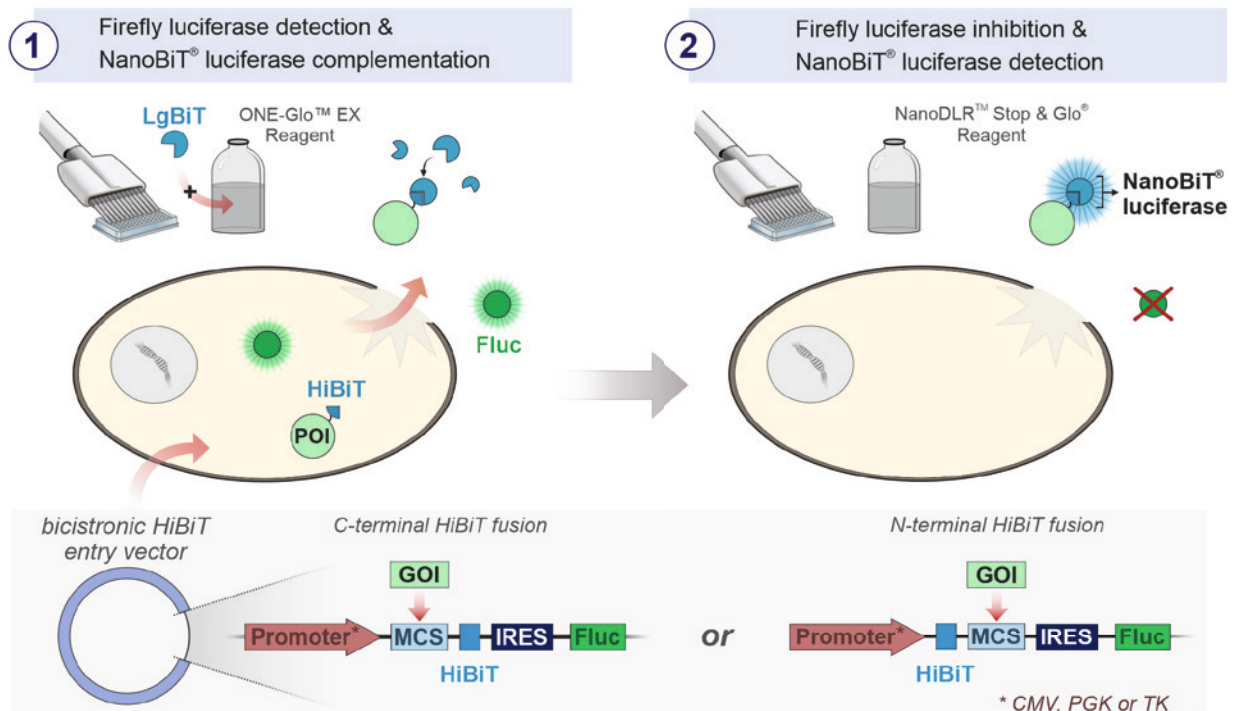 1
Firefly luciferase detection &
NanoBiT® luciferase complementation
LgBiT
ONE-Glo™ EX
Reagent
+
Fluc
HiBiT
POI
2
Firefly luciferase inhibition &
NanoBiT® luciferase detection
NanoDLR™ Stop & Glo®
Reagent
NanoBiT®
luciferase
bicistronic HiBiT
entry vector
C-terminal HiBiT fusion
GOI
Promoter*
MCS
IRES
Fluc
HiBiT
or
N-terminal HiBiT fusion
GOI
Promoter*
MCS
IRES
Fluc
HiBiT
* CMV, PGK or TK